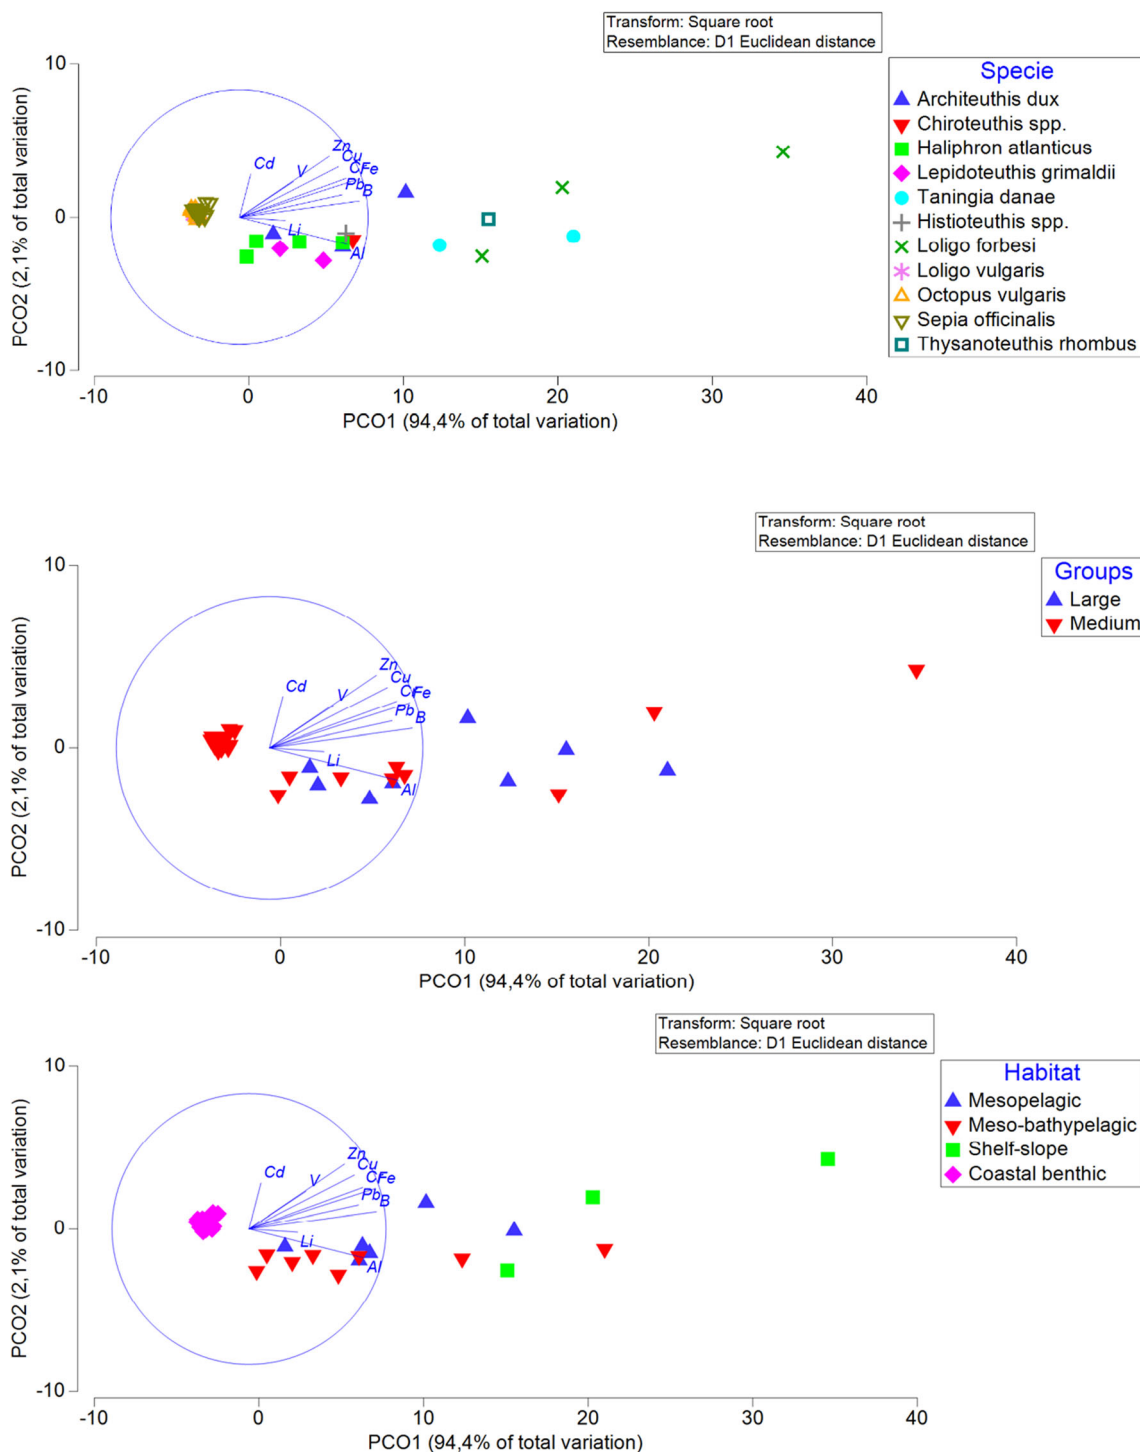 Transform: Square root
Resemblance: D1 Euclidean distance
10
0
-10
PCO2 (2,1% of total variation)
Zn
Cu
Cd
V
Cr
Fe
Pb
B
Li
Al
-10
0
10
20
30
40
PCO1 (94,4% of total variation)
Specie
Architeuthis dux
Chiroteuthis spp.
Haliphron atlanticus
Lepidoteuthis grimaldii
Taningia danae
Histioteuthis spp.
Loligo forbesi
Loligo vulgaris
Octopus vulgaris
Sepia officinalis
Thysanoteuthis rhombus
Transform: Square root
Resemblance: D1 Euclidean distance
10
0
-10
PCO2 (2,1% of total variation)
Zn
Cu
Cd
V
Cr
Fe
Pb
B
Li
Al
-10
0
10
20
30
40
PCO1 (94,4% of total variation)
Groups
Large
Medium
Transform: Square root
Resemblance: D1 Euclidean distance
10
0
-10
PCO2 (2,1% of total variation)
Zn
Cu
Cd
V
Cr
Fe
Pb
B
Li
Al
-10
0
10
20
30
40
PCO1 (94,4% of total variation)
Habitat
Mesopelagic
Meso-bathypelagic
Shelf-slope
Coastal benthic